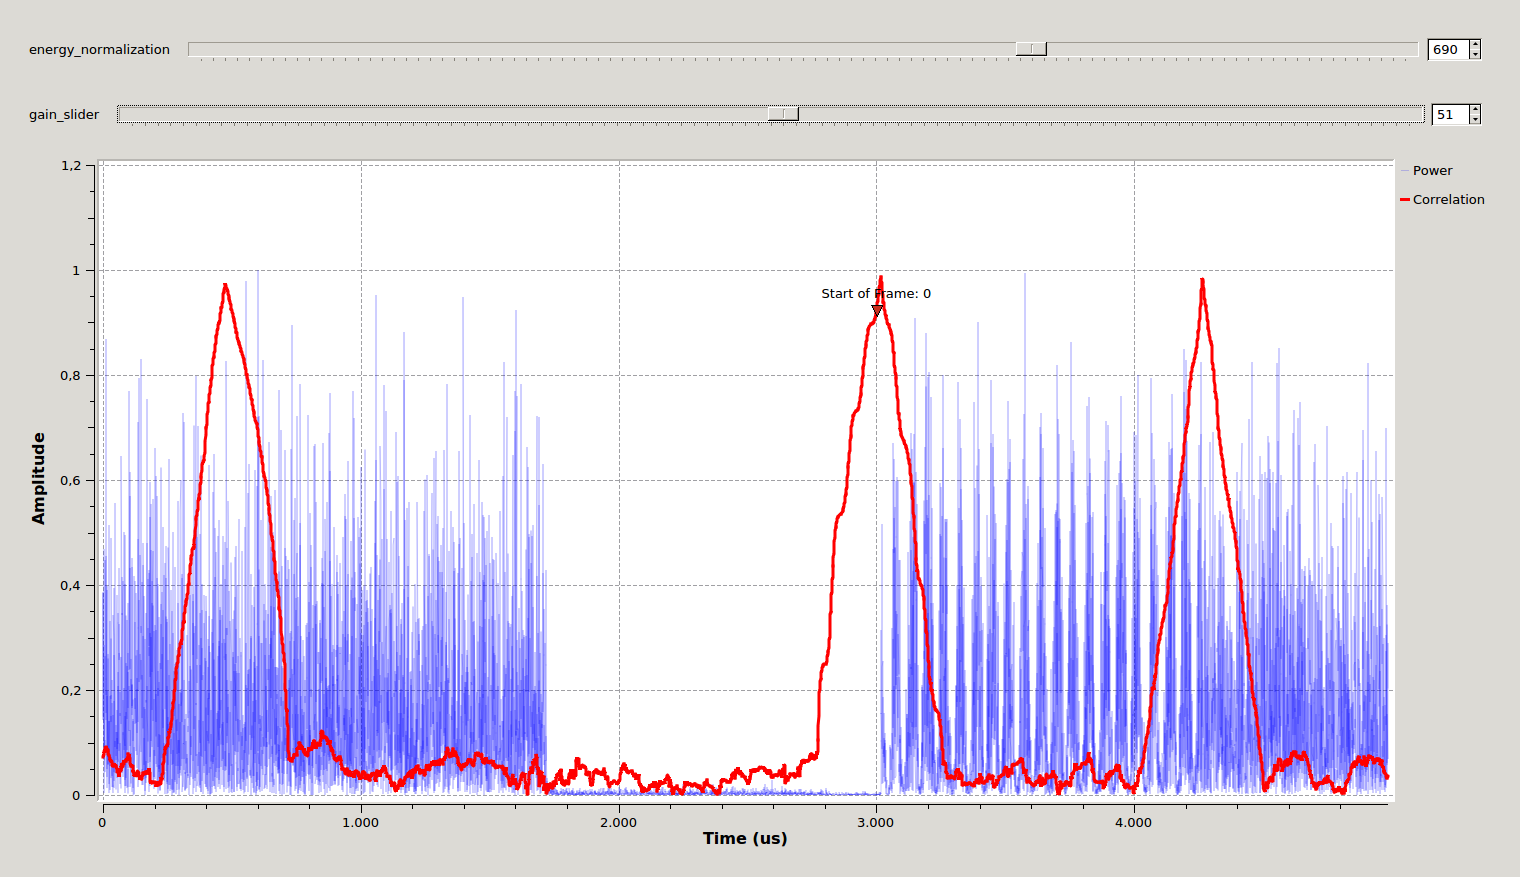 energy_normalization 690
gain_slider 51
1,2
Power
Correlation
1
Start of Frame: 0
0,8
0,6
Amplitude
0,4
0,2
0
0 1.000 2.000 3.000 4.000
Time (us)